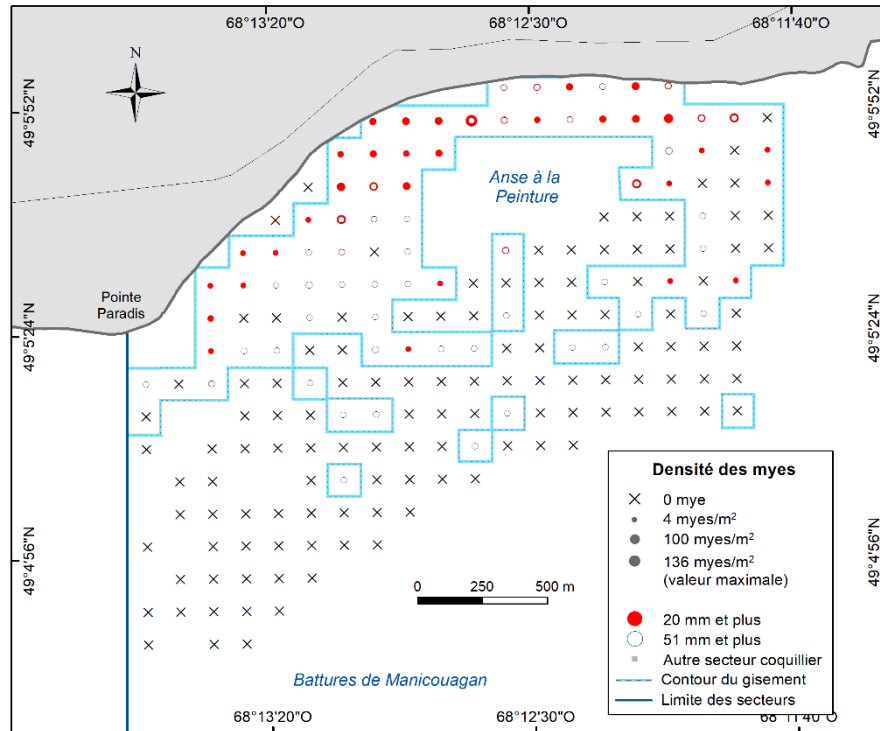 68°13'20"O 68°12'30"O 68°11'40"O
N
49°5'52"N 49°5'52"N
Anse à la
Peinture
Pointe
Paradis
49°5'24"N 49°5'24"N
Densité des myes
0 mye
4 myes/m²
100 myes/m²
136 myes/m²
(valeur maximale)
20 mm et plus
51 mm et plus
Autre secteur coquillier
Contour du gisement
Limite des secteurs
49°4'56"N 49°4'56"N
0 250 500 m
Battures de Manicouagan
68°13'20"O 68°12'30"O 68°11'40"O